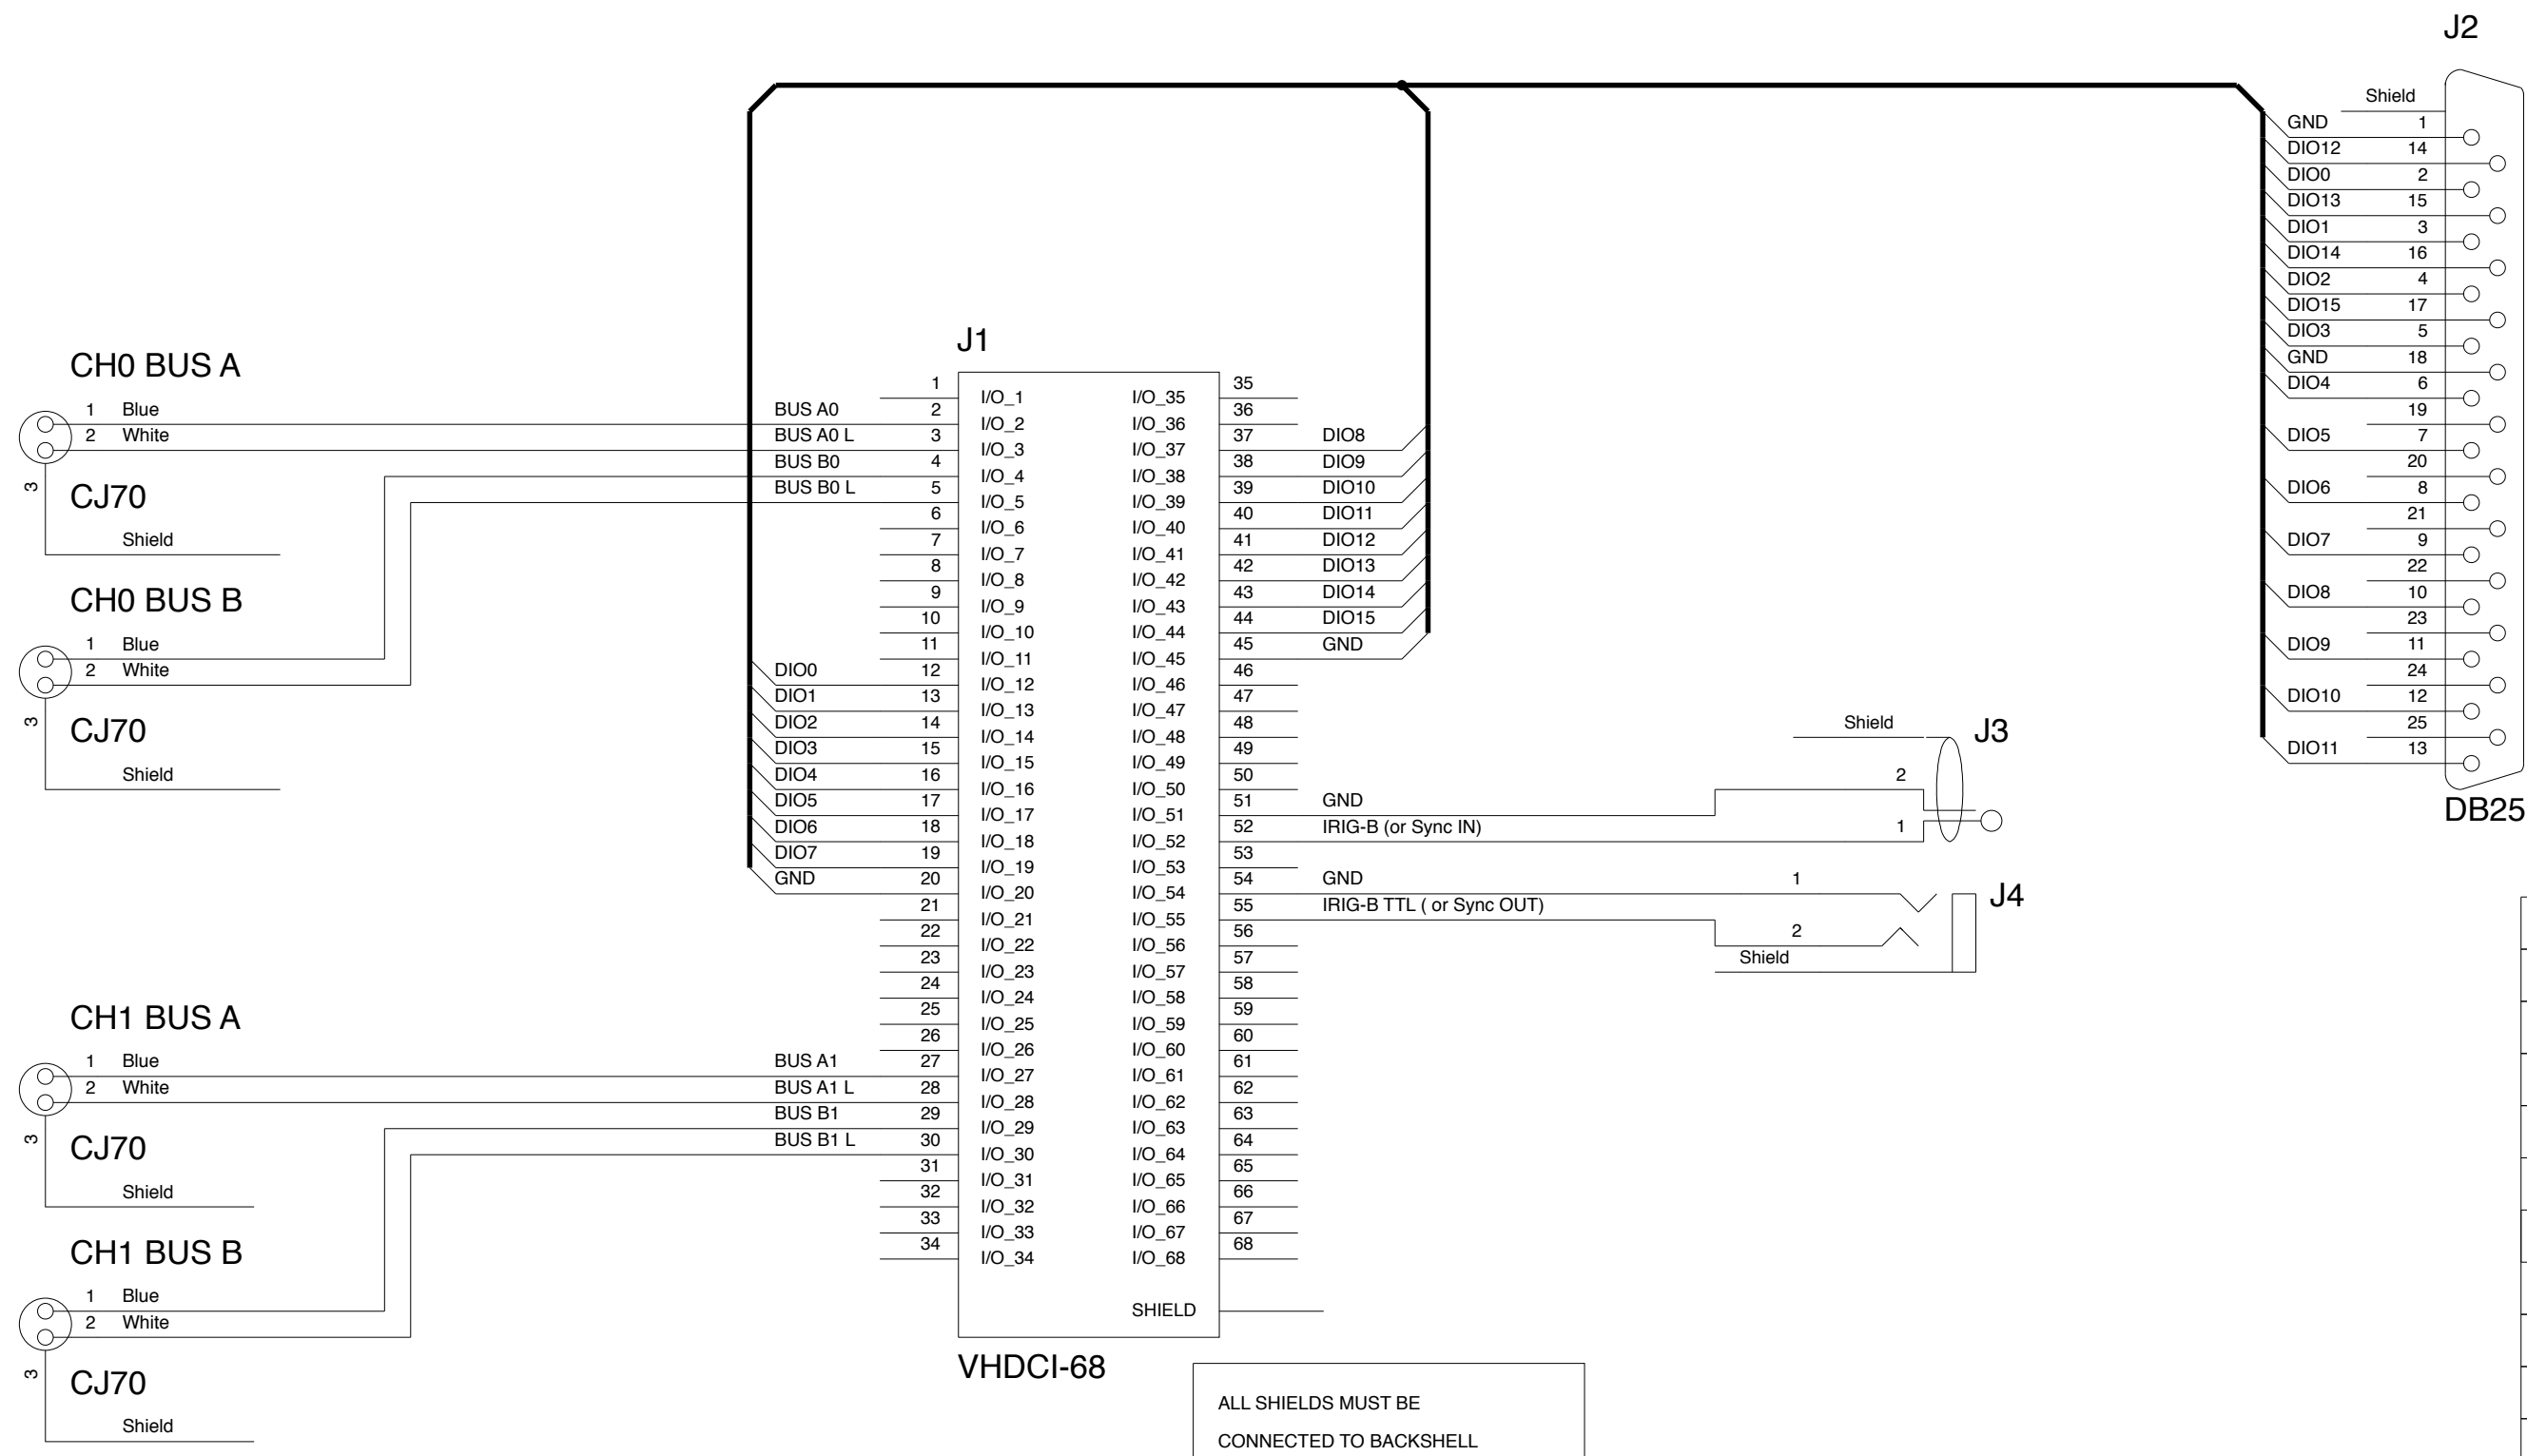 J2
Shield
GND 1
DIO12 14
DIO0 2
DIO13 15
DIO1 3
DIO14 16
DIO2 4
DIO15 17
DIO3 5
GND 18
DIO4 6
19
DIO5 7
20
DIO6 8
21
DIO7 9
22
DIO8 10
23
DIO9 11
24
DIO10 12
25
DIO11 13
DB25
CH0 BUS A
1 Blue
2 White
3
CJ70
Shield
CH0 BUS B
1 Blue
2 White
3
CJ70
Shield
CH1 BUS A
1 Blue
2 White
3
CJ70
Shield
CH1 BUS B
1 Blue
2 White
3
CJ70
Shield
J1
1 I/O_1 I/O_35 35
BUS A0 2 I/O_2 I/O_36 36
BUS A0 L 3 I/O_3 I/O_37 37 DIO8
BUS B0 4 I/O_4 I/O_38 38 DIO9
BUS B0 L 5 I/O_5 I/O_39 39 DIO10
6 I/O_6 I/O_40 40 DIO11
7 I/O_7 I/O_41 41 DIO12
8 I/O_8 I/O_42 42 DIO13
9 I/O_9 I/O_43 43 DIO14
10 I/O_10 I/O_44 44 DIO15
11 I/O_11 I/O_45 45 GND
DIO0 12 I/O_12 I/O_46 46
DIO1 13 I/O_13 I/O_47 47
DIO2 14 I/O_14 I/O_48 48
DIO3 15 I/O_15 I/O_49 49
DIO4 16 I/O_16 I/O_50 50
DIO5 17 I/O_17 I/O_51 51 GND
DIO6 18 I/O_18 I/O_52 52 IRIG-B (or Sync IN)
DIO7 19 I/O_19 I/O_53 53
GND 20 I/O_20 I/O_54 54 GND
21 I/O_21 I/O_55 55 IRIG-B TTL ( or Sync OUT)
22 I/O_22 I/O_56 56
23 I/O_23 I/O_57 57
24 I/O_24 I/O_58 58
25 I/O_25 I/O_59 59
26 I/O_26 I/O_60 60
BUS A1 27 I/O_27 I/O_61 61
BUS A1 L 28 I/O_28 I/O_62 62
BUS B1 29 I/O_29 I/O_63 63
BUS B1 L 30 I/O_30 I/O_64 64
31 I/O_31 I/O_65 65
32 I/O_32 I/O_66 66
33 I/O_33 I/O_67 67
34 I/O_34 I/O_68 68
SHIELD
VHDCI-68
Shield
J3
2
1
1
J4
2
Shield
ALL SHIELDS MUST BE
CONNECTED TO BACKSHELL